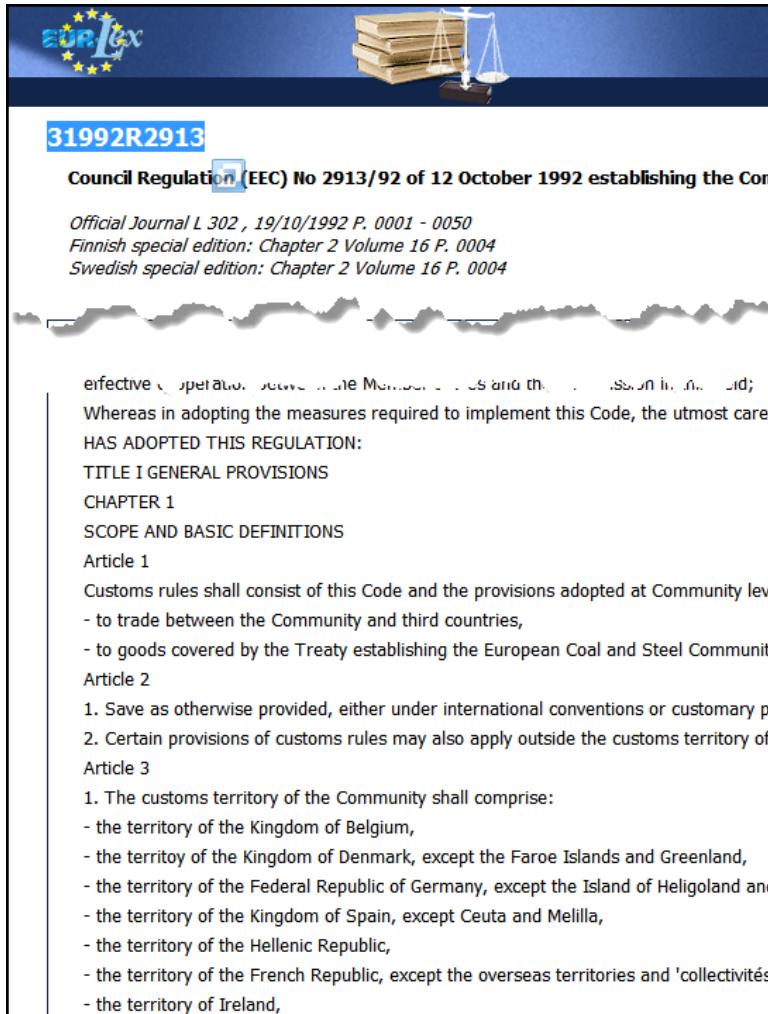 EUR Lex
31992R2913
Council Regulation (EEC) No 2913/92 of 12 October 1992 establishing the Com
Official Journal L 302 , 19/10/1992 P. 0001 - 0050
Finnish special edition: Chapter 2 Volume 16 P. 0004
Swedish special edition: Chapter 2 Volume 16 P. 0004
effective and
Whereas in adopting the measures required to implement this Code, the utmost care
HAS ADOPTED THIS REGULATION:
TITLE I GENERAL PROVISIONS
CHAPTER 1
SCOPE AND BASIC DEFINITIONS
Article 1
Customs rules shall consist of this Code and the provisions adopted at Community lev
- to trade between the Community and third countries,
- to goods covered by the Treaty establishing the European Coal and Steel Communit
Article 2
1. Save as otherwise provided, either under international conventions or customary p
2. Certain provisions of customs rules may also apply outside the customs territory of
Article 3
1. The customs territory of the Community shall comprise:
- the territory of the Kingdom of Belgium,
- the territoy of the Kingdom of Denmark, except the Faroe Islands and Greenland,
- the territory of the Federal Republic of Germany, except the Island of Heligoland and
- the territory of the Kingdom of Spain, except Ceuta and Melilla,
- the territory of the Hellenic Republic,
- the territory of the French Republic, except the overseas territories and 'collectivités
- the territory of Ireland,